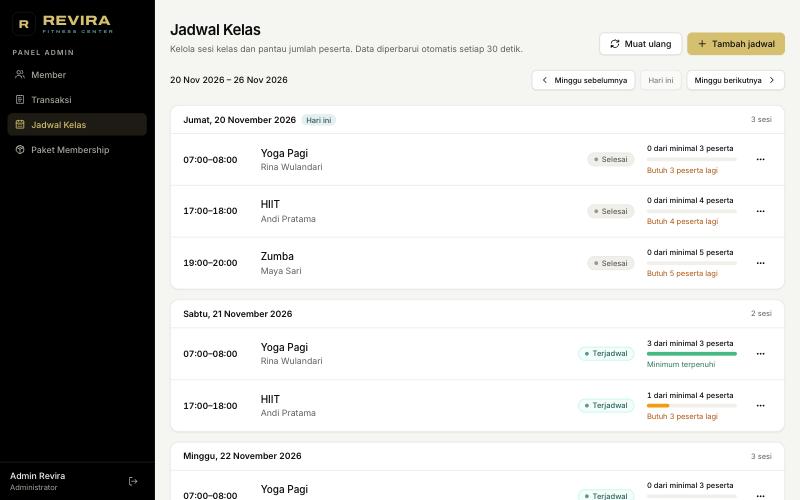 R
REVIRA
FITNESS CENTER
PANEL ADMIN
Member
Transaksi
Jadwal Kelas
Paket Membership
Admin Revira
Administrator
Jadwal Kelas
Kelola sesi kelas dan pantau jumlah peserta. Data diperbarui otomatis setiap 30 detik.
Muat ulang
Tambah jadwal
20 Nov 2026 – 26 Nov 2026
Minggu sebelumnya
Hari ini
Minggu berikutnya
Jumat, 20 November 2026 Hari ini
3 sesi
07:00–08:00
Yoga Pagi
Rina Wulandari
Selesai
0 dari minimal 3 peserta
Butuh 3 peserta lagi
17:00–18:00
HIIT
Andi Pratama
Selesai
0 dari minimal 4 peserta
Butuh 4 peserta lagi
19:00–20:00
Zumba
Maya Sari
Selesai
0 dari minimal 5 peserta
Butuh 5 peserta lagi
Sabtu, 21 November 2026
2 sesi
07:00–08:00
Yoga Pagi
Rina Wulandari
Terjadwal
3 dari minimal 3 peserta
Minimum terpenuhi
17:00–18:00
HIIT
Andi Pratama
Terjadwal
1 dari minimal 4 peserta
Butuh 3 peserta lagi
Minggu, 22 November 2026
3 sesi
07:00–08:00
Yoga Pagi
Terjadwal
0 dari minimal 3 peserta